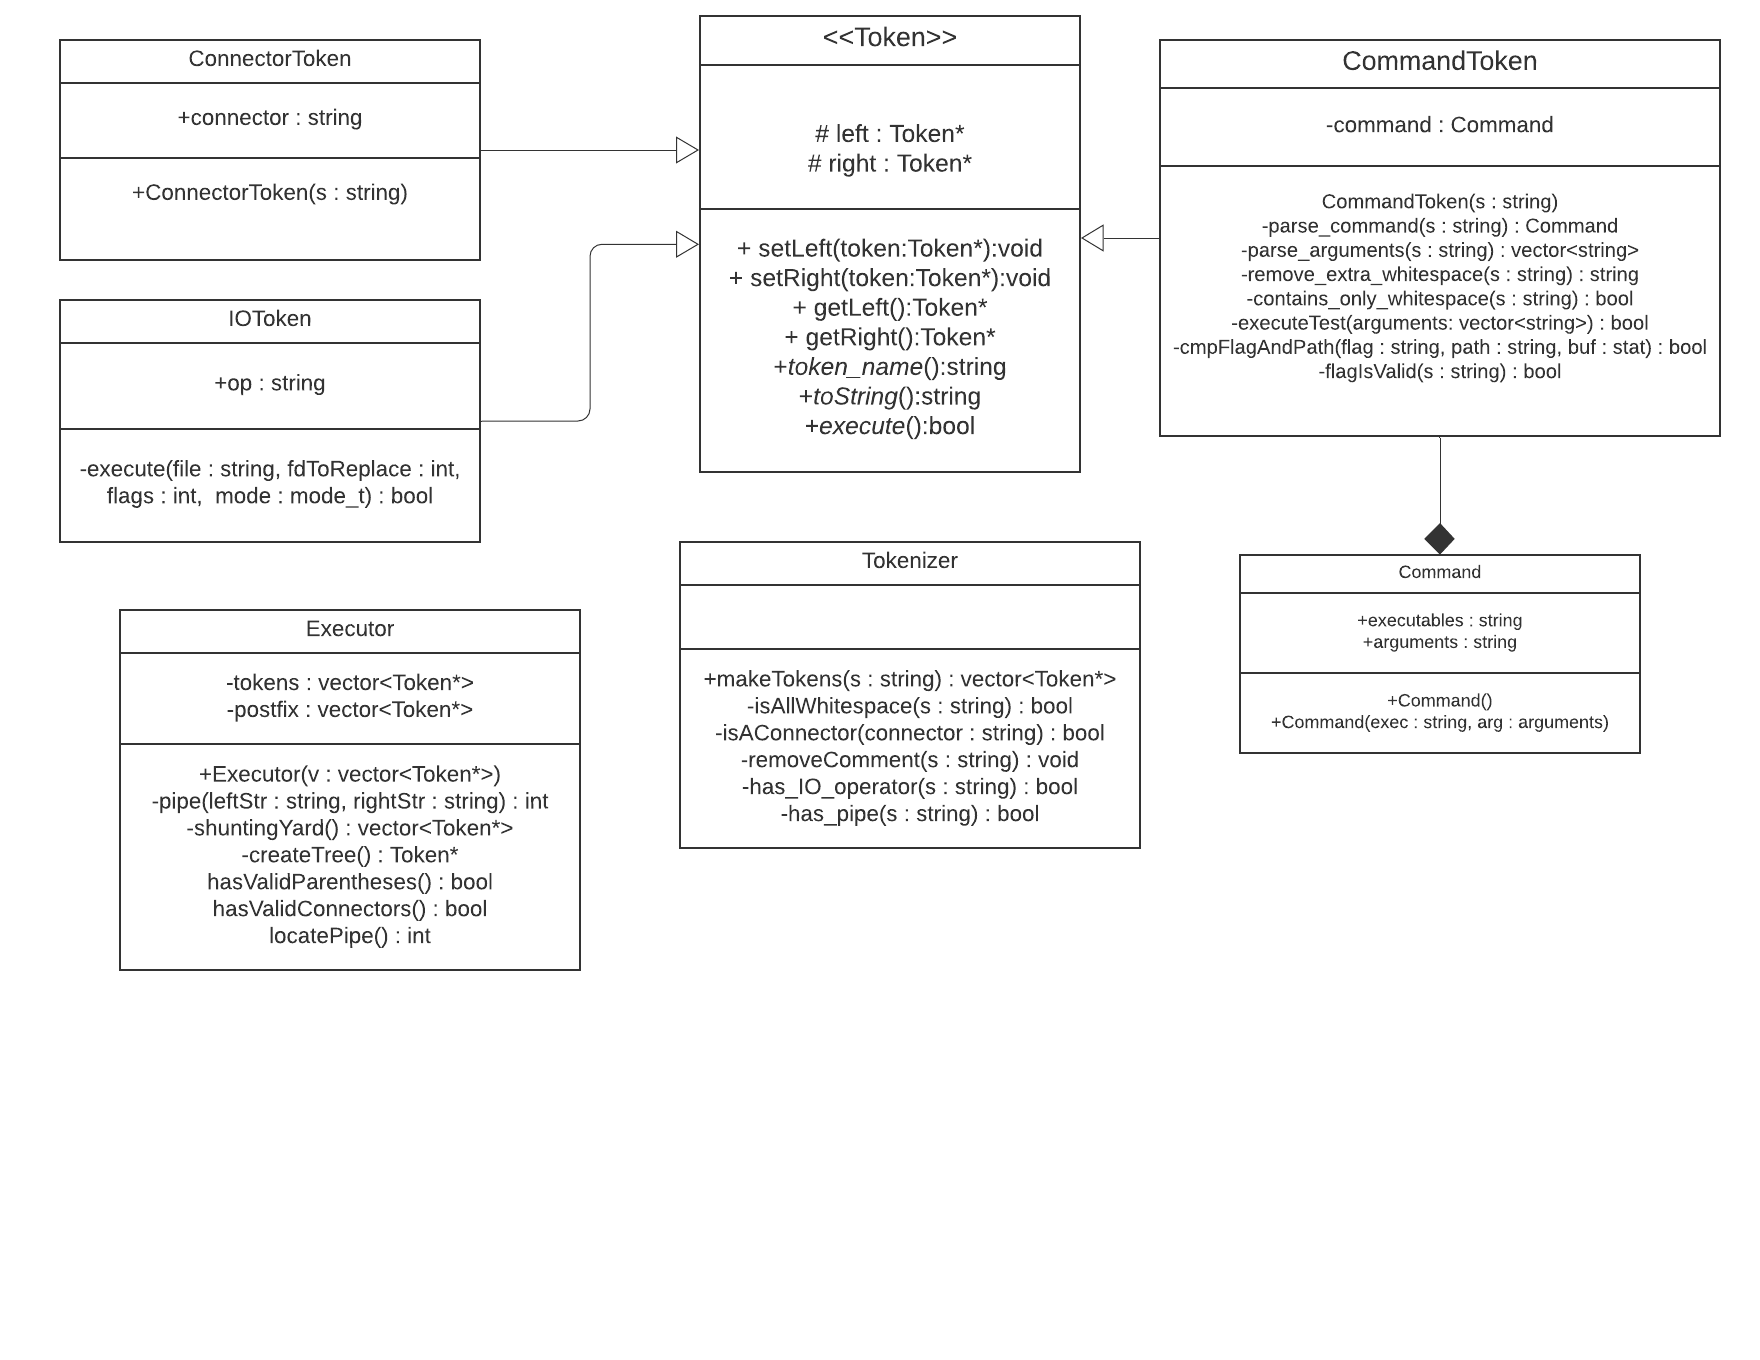 ConnectorToken
+connector : string
+ConnectorToken(s : string)
IOToken
+op : string
-execute(file : string, fdToReplace : int,
flags : int,  mode : mode_t) : bool
<<Token>>
# left : Token*
# right : Token*
+ setLeft(token:Token*):void
+ setRight(token:Token*):void
+ getLeft():Token*
+ getRight():Token*
+token_name():string
+toString():string
+execute():bool
CommandToken
-command : Command
CommandToken(s : string)
-parse_command(s : string) : Command
-parse_arguments(s : string) : vector<string>
-remove_extra_whitespace(s : string) : string
-contains_only_whitespace(s : string) : bool
-executeTest(arguments: vector<string>) : bool
-cmpFlagAndPath(flag : string, path : string, buf : stat) : bool
-flagIsValid(s : string) : bool
Executor
-tokens : vector<Token*>
-postfix : vector<Token*>
+Executor(v : vector<Token*>)
-pipe(leftStr : string, rightStr : string) : int
-shuntingYard() : vector<Token*>
-createTree() : Token*
hasValidParentheses() : bool
hasValidConnectors() : bool
locatePipe() : int
Tokenizer
+makeTokens(s : string) : vector<Token*>
-isAllWhitespace(s : string) : bool
-isAConnector(connector : string) : bool
-removeComment(s : string) : void
-has_IO_operator(s : string) : bool
-has_pipe(s : string) : bool
Command
+executables : string
+arguments : string
+Command()
+Command(exec : string, arg : arguments)